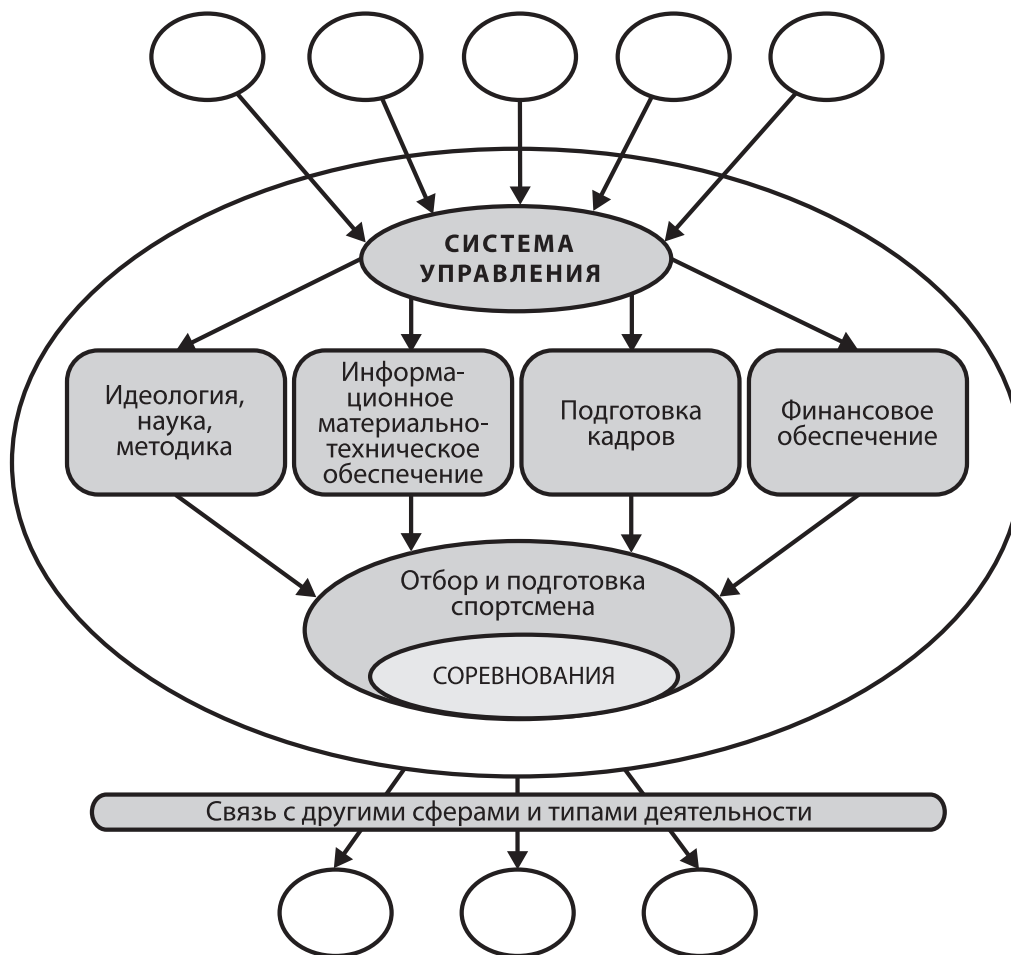 СИСТЕМА
УПРАВЛЕНИЯ
Идеология,
наука,
методика
Информа-
ционное
материально-
техническое
обеспечение
Подготовка
кадров
Финансовое
обеспечение
Отбор и подготовка
спортсмена
СОРЕВНОВАНИЯ
Связь с другими сферами и типами деятельности